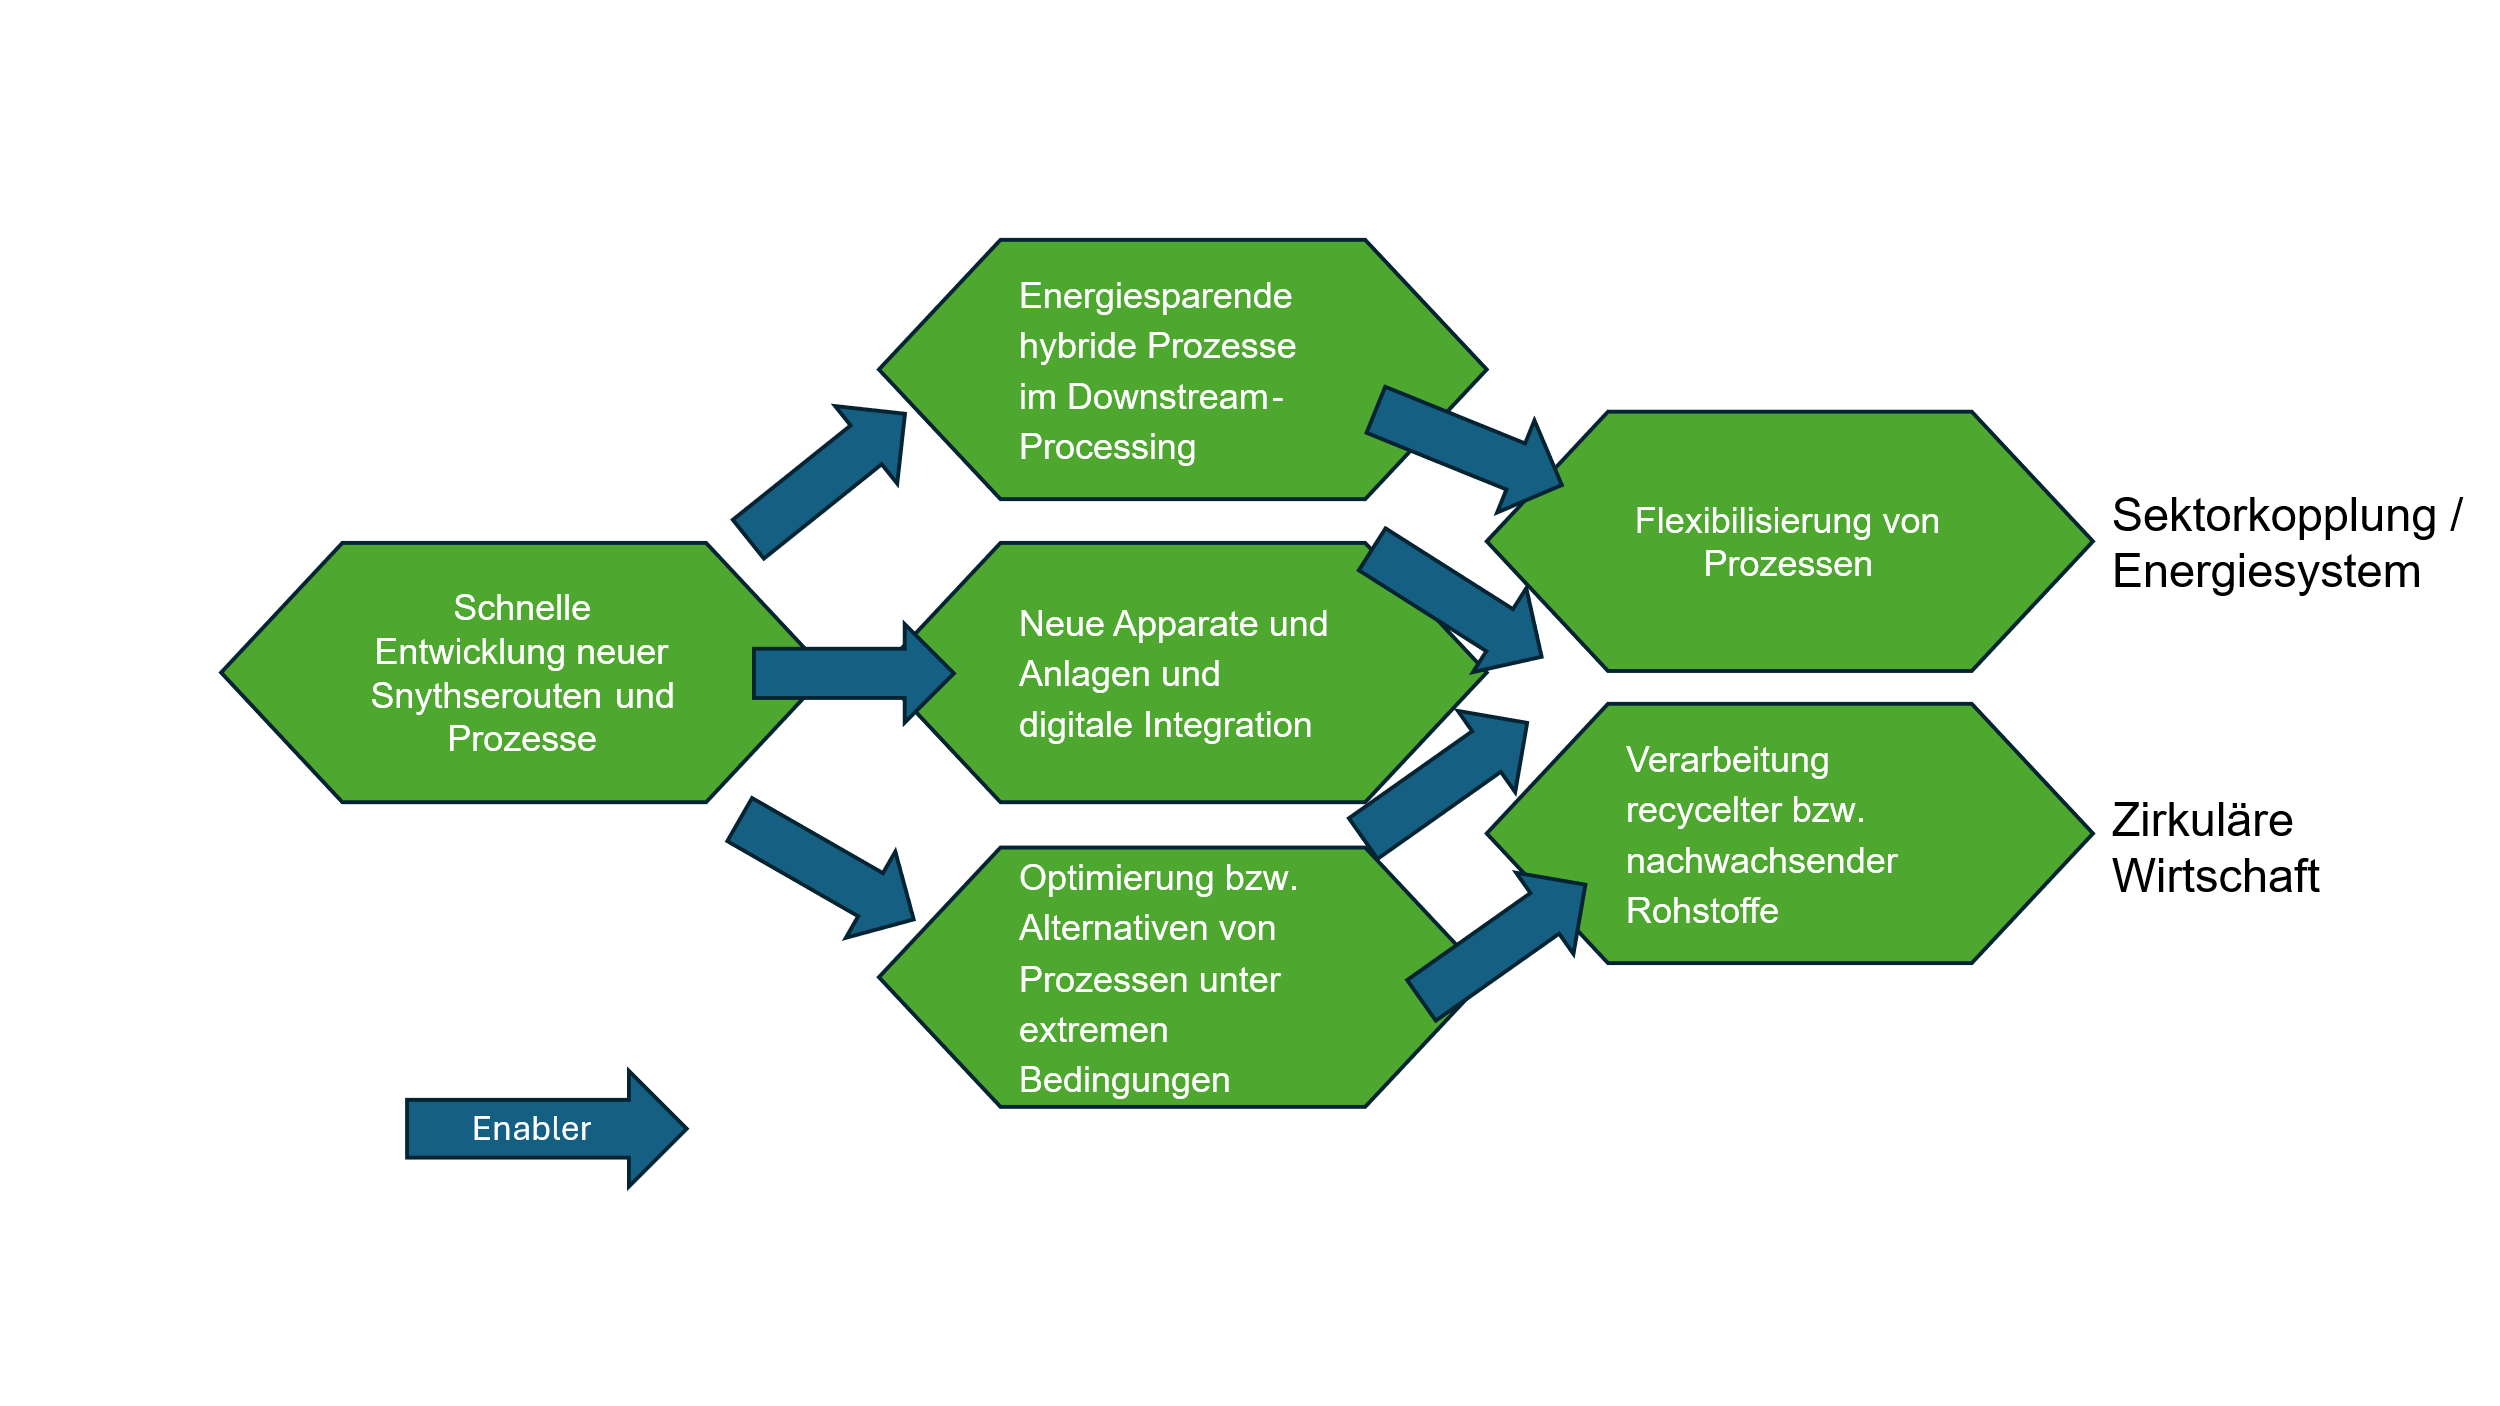 Energiesparende
hybride Prozesse
im Downstream-
Processing
Schnelle
Entwicklung neuer
Snythserouten und
Prozesse
Neue Apparate und
Anlagen und
digitale Integration
Optimierung bzw.
Alternativen von
Prozessen unter
extremen
Bedingungen
Flexibilisierung von
Prozessen
Sektorkopplung /
Energiesystem
Verarbeitung
recycelter bzw.
nachwachsender
Rohstoffe
Zirkuläre
Wirtschaft
Enabler